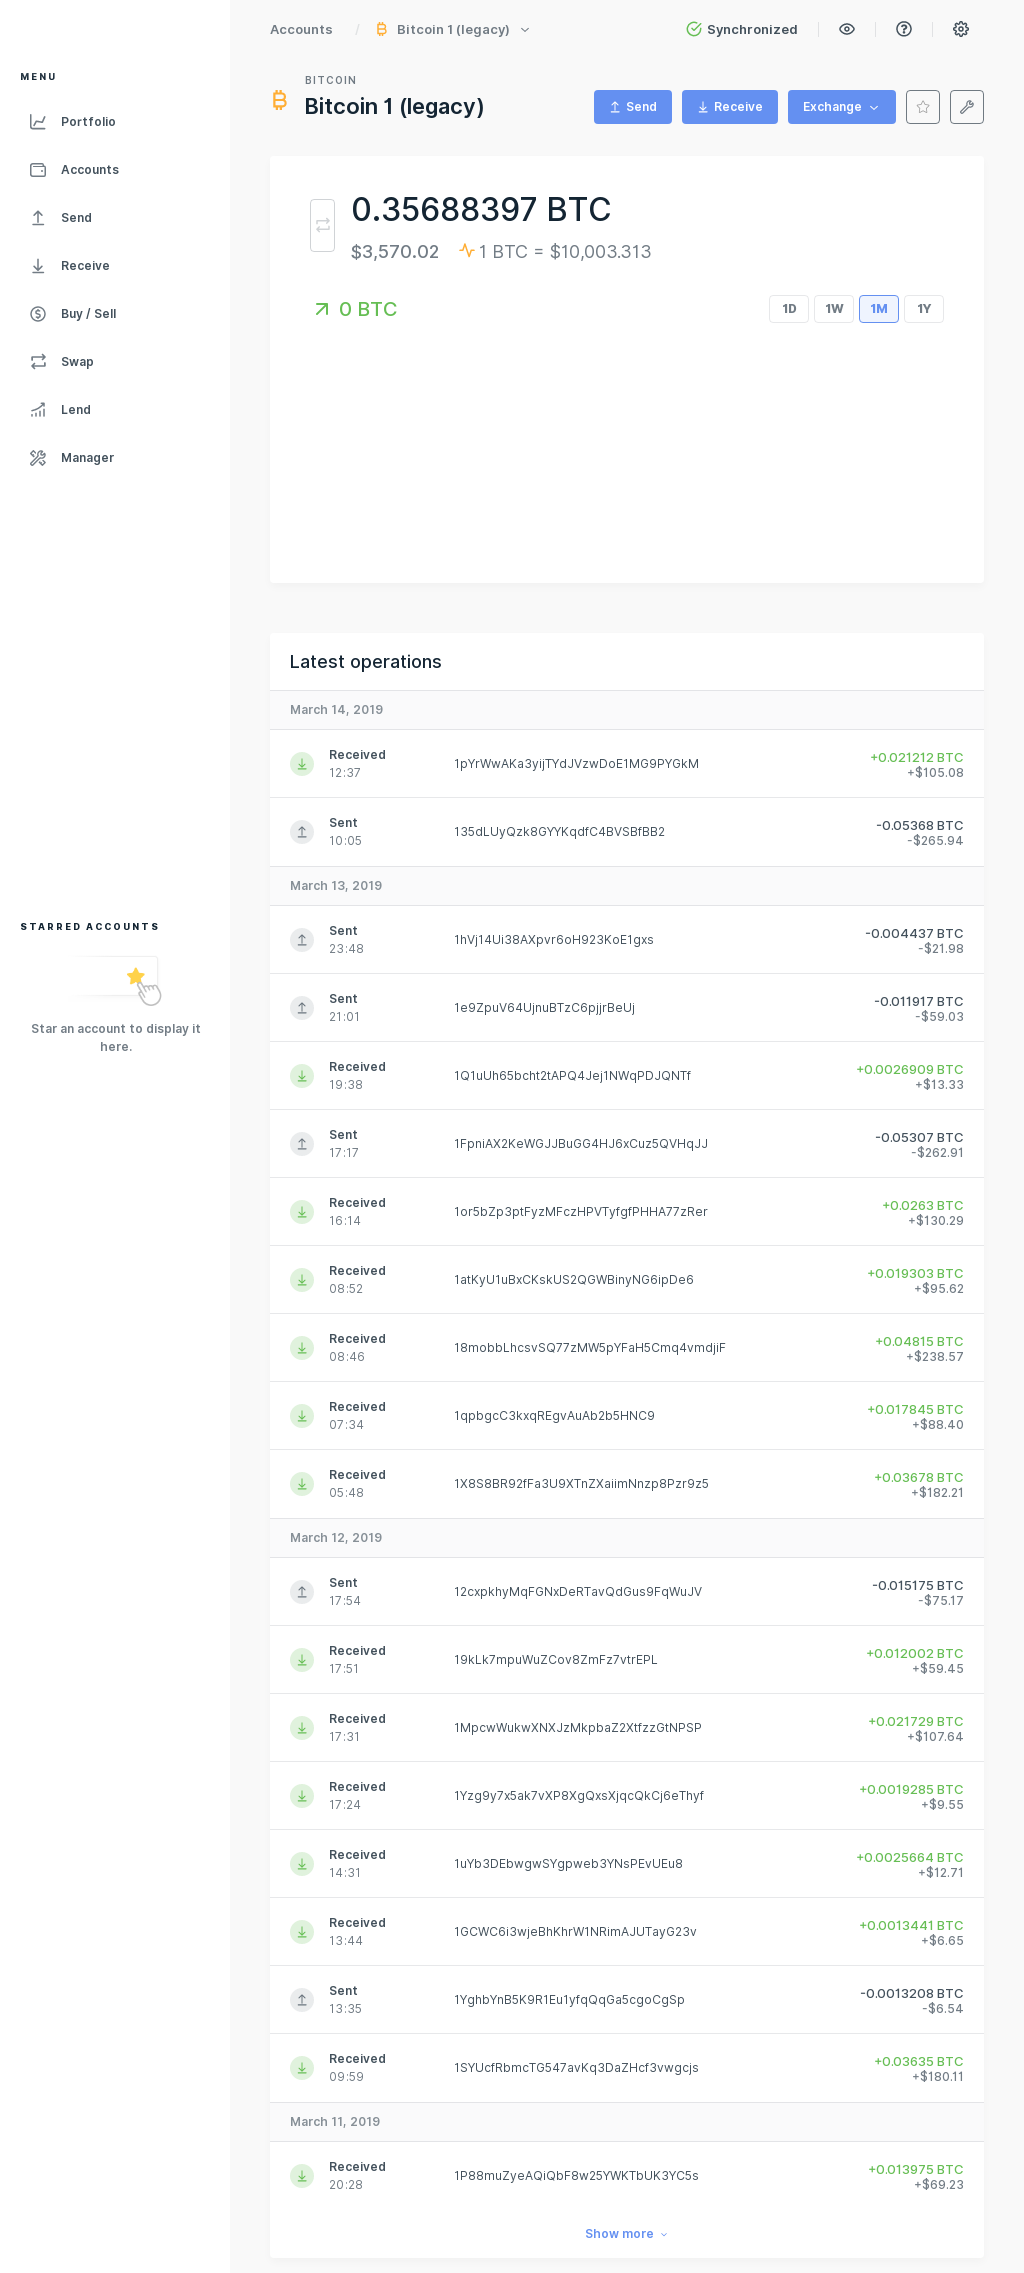 Accounts / Bitcoin 1 (legacy) Synchronized
MENU
Portfolio
Accounts
Send
Receive
Buy / Sell
Swap
Lend
Manager
STARRED ACCOUNTS
Star an account to display it
here.
BITCOIN
Bitcoin 1 (legacy)
Send Receive Exchange
0.35688397 BTC
$3,570.02 1 BTC = $10,003.313
0 BTC
1D 1W 1M 1Y
Latest operations
March 14, 2019
Received
12:37
1pYrWwAKa3yijTYdJVzwDoE1MG9PYGkM
+0.021212 BTC
+$105.08
Sent
10:05
135dLUyQzk8GYYKqdfC4BVSBfBB2
-0.05368 BTC
-$265.94
March 13, 2019
Sent
23:48
1hVj14Ui38AXpvr6oH923KoE1gxs
-0.004437 BTC
-$21.98
Sent
21:01
1e9ZpuV64UjnuBTzC6pjjrBeUj
-0.011917 BTC
-$59.03
Received
19:38
1Q1uUh65bcht2tAPQ4Jej1NWqPDJQNTf
+0.0026909 BTC
+$13.33
Sent
17:17
1FpniAX2KeWGJJBuGG4HJ6xCuz5QVHqJJ
-0.05307 BTC
-$262.91
Received
16:14
1or5bZp3ptFyzMFczHPVTyfgfPHHA77zRer
+0.0263 BTC
+$130.29
Received
08:52
1atKyU1uBxCKskUS2QGWBinyNG6ipDe6
+0.019303 BTC
+$95.62
Received
08:46
18mobbLhcsvSQ77zMW5pYFaH5Cmq4vmdjiF
+0.04815 BTC
+$238.57
Received
07:34
1qpbgcC3kxqREgvAuAb2b5HNC9
+0.017845 BTC
+$88.40
Received
05:48
1X8S8BR92fFa3U9XTnZXaiimNnzp8Pzr9z5
+0.03678 BTC
+$182.21
March 12, 2019
Sent
17:54
12cxpkhyMqFGNxDeRTavQdGus9FqWuJV
-0.015175 BTC
-$75.17
Received
17:51
19kLk7mpuWuZCov8ZmFz7vtrEPL
+0.012002 BTC
+$59.45
Received
17:31
1MpcwWukwXNXJzMkpbaZ2XtfzzGtNPSP
+0.021729 BTC
+$107.64
Received
17:24
1Yzg9y7x5ak7vXP8XgQxsXjqcQkCj6eThyf
+0.0019285 BTC
+$9.55
Received
14:31
1uYb3DEbwgwSYgpweb3YNsPEvUEu8
+0.0025664 BTC
+$12.71
Received
13:44
1GCWC6i3wjeBhKhrW1NRimAJUTayG23v
+0.0013441 BTC
+$6.65
Sent
13:35
1YghbYnB5K9R1Eu1yfqQqGa5cgoCgSp
-0.0013208 BTC
-$6.54
Received
09:59
1SYUcfRbmcTG547avKq3DaZHcf3vwgcjs
+0.03635 BTC
+$180.11
March 11, 2019
Received
20:28
1P88muZyeAQiQbF8w25YWKTbUK3YC5s
+0.013975 BTC
+$69.23
Show more